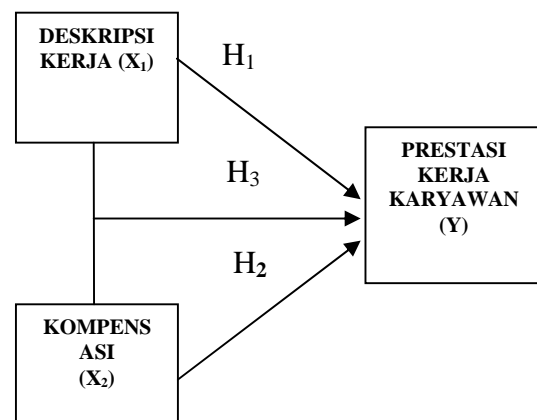 DESKRIPSI
KERJA (X₁)
H₁
PRESTASI
KERJA
KARYAWAN
(Y)
H₃
H₂
KOMPENS
ASI
(X₂)